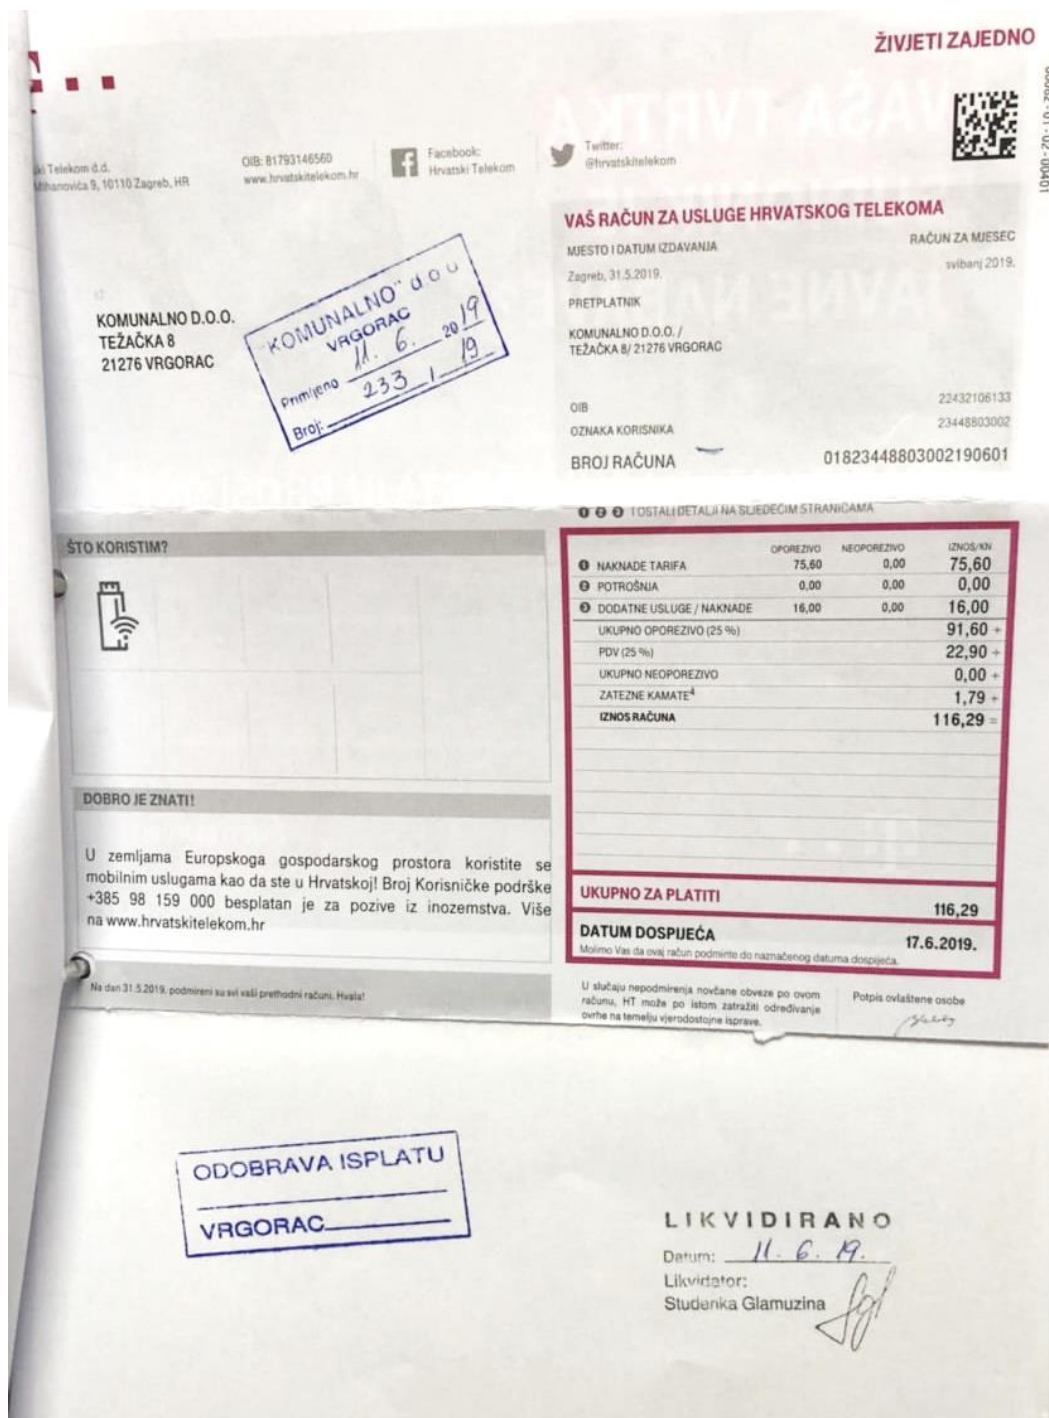 ŽIVJETI ZAJEDNO
Telekom d.d.
9, 10110 Zagreb, HR
OIB: 81793146560
www.hrvatskitelekom.hr
Facebook:
Hrvatski Telekom
Twitter:
@hrvatskitelekom
VAŠ RAČUN ZA USLUGE HRVATSKOG TELEKOMA
MJESTO I DATUM IZDAVANJA RAČUN ZA MJESEC
Zagreb, 31.5.2019. svibanj 2019.
PRETPLATNIK
KOMUNALNO D.O.O. /
TEŽAČKA 8/ 21276 VRGORAC
OIB 22432106133
OZNAKA KORISNIKA 23448803002
BROJ RAČUNA 01823448803002190601
KOMUNALNO D.O.O.
TEŽAČKA 8
21276 VRGORAC
"KOMUNALNO" d o o
VRGORAC
Primljeno 11. 6. 2019
Broj: 233 / 19
1 2 3 TOSTALI DETALJI NA SLJEDEĆIM STRANICAMA
ŠTO KORISTIM?
OPOREZIVO NEOPOREZIVO IZNOS/KN
1 NAKNADE TARIFA 75,60 0,00 75,60
2 POTROŠNJA 0,00 0,00 0,00
3 DODATNE USLUGE / NAKNADE 16,00 0,00 16,00
UKUPNO OPOREZIVO (25 %) 91,60 +
PDV (25 %) 22,90 +
UKUPNO NEOPOREZIVO 0,00 +
ZATEZNE KAMATE4 1,79 +
IZNOS RAČUNA 116,29 =
UKUPNO ZA PLATITI 116,29
DATUM DOSPIJEĆA 17.6.2019.
Molimo Vas da ovaj račun podmirite do naznačenog datuma dospijeća.
DOBRO JE ZNATI!
U zemljama Europskoga gospodarskog prostora koristite se
mobilnim uslugama kao da ste u Hrvatskoj! Broj Korisničke podrške
+385 98 159 000 besplatan je za pozive iz inozemstva. Više
na www.hrvatskitelekom.hr
Na dan 31.5.2019. podmireni su svi vaši prethodni računi. Hvala!
U slučaju nepodmirenja novčane obveze po ovom
računu, HT može po istom zatražiti određivanje
ovrhe na temelju vjerodostojne isprave.
Potpis ovlaštene osobe
ODOBRAVA ISPLATU
VRGORAC
LIKVIDIRANO
Datum: 11. 6. 19.
Likvidator:
Studenka Glamuzina